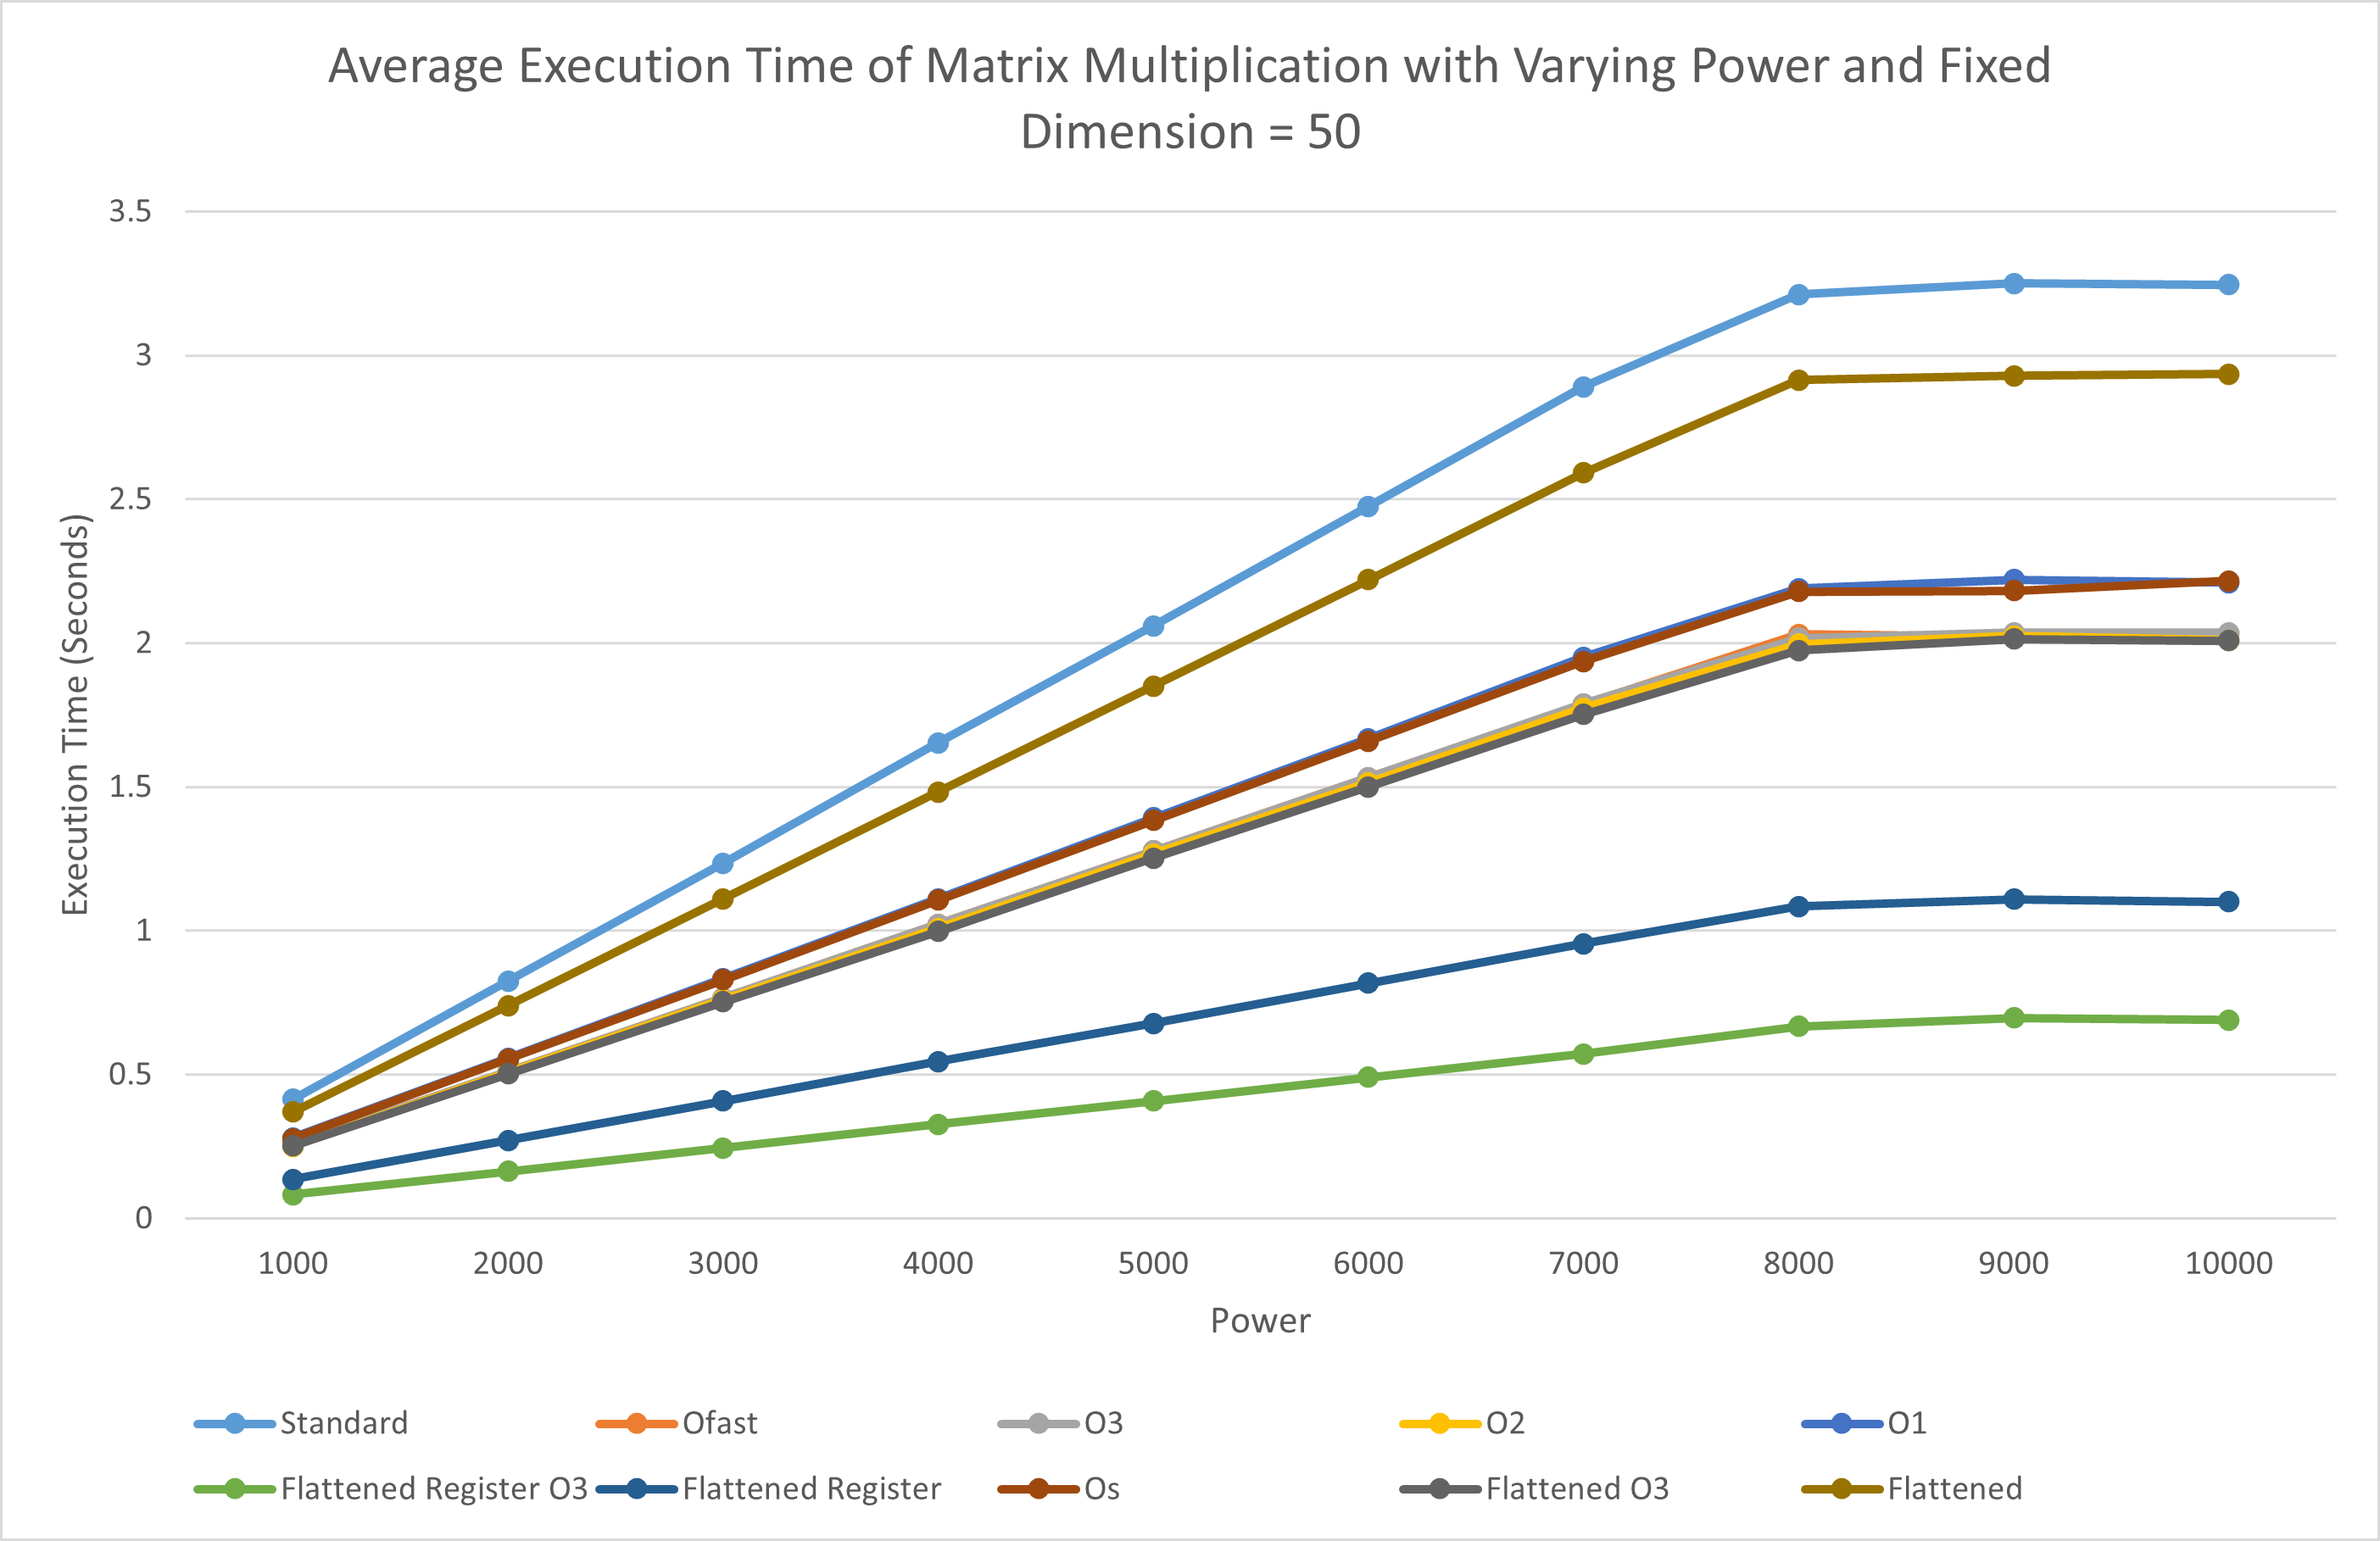 Average Execution Time of Matrix Multiplication with Varying Power and Fixed
Dimension = 50
3.5
3
2.5
2
1.5
1
0.5
0
Execution Time (Seconds)
1000 2000 3000 4000 5000 6000 7000 8000 9000 10000
Power
Standard Ofast O3 O2 O1
Flattened Register O3 Flattened Register Os Flattened O3 Flattened